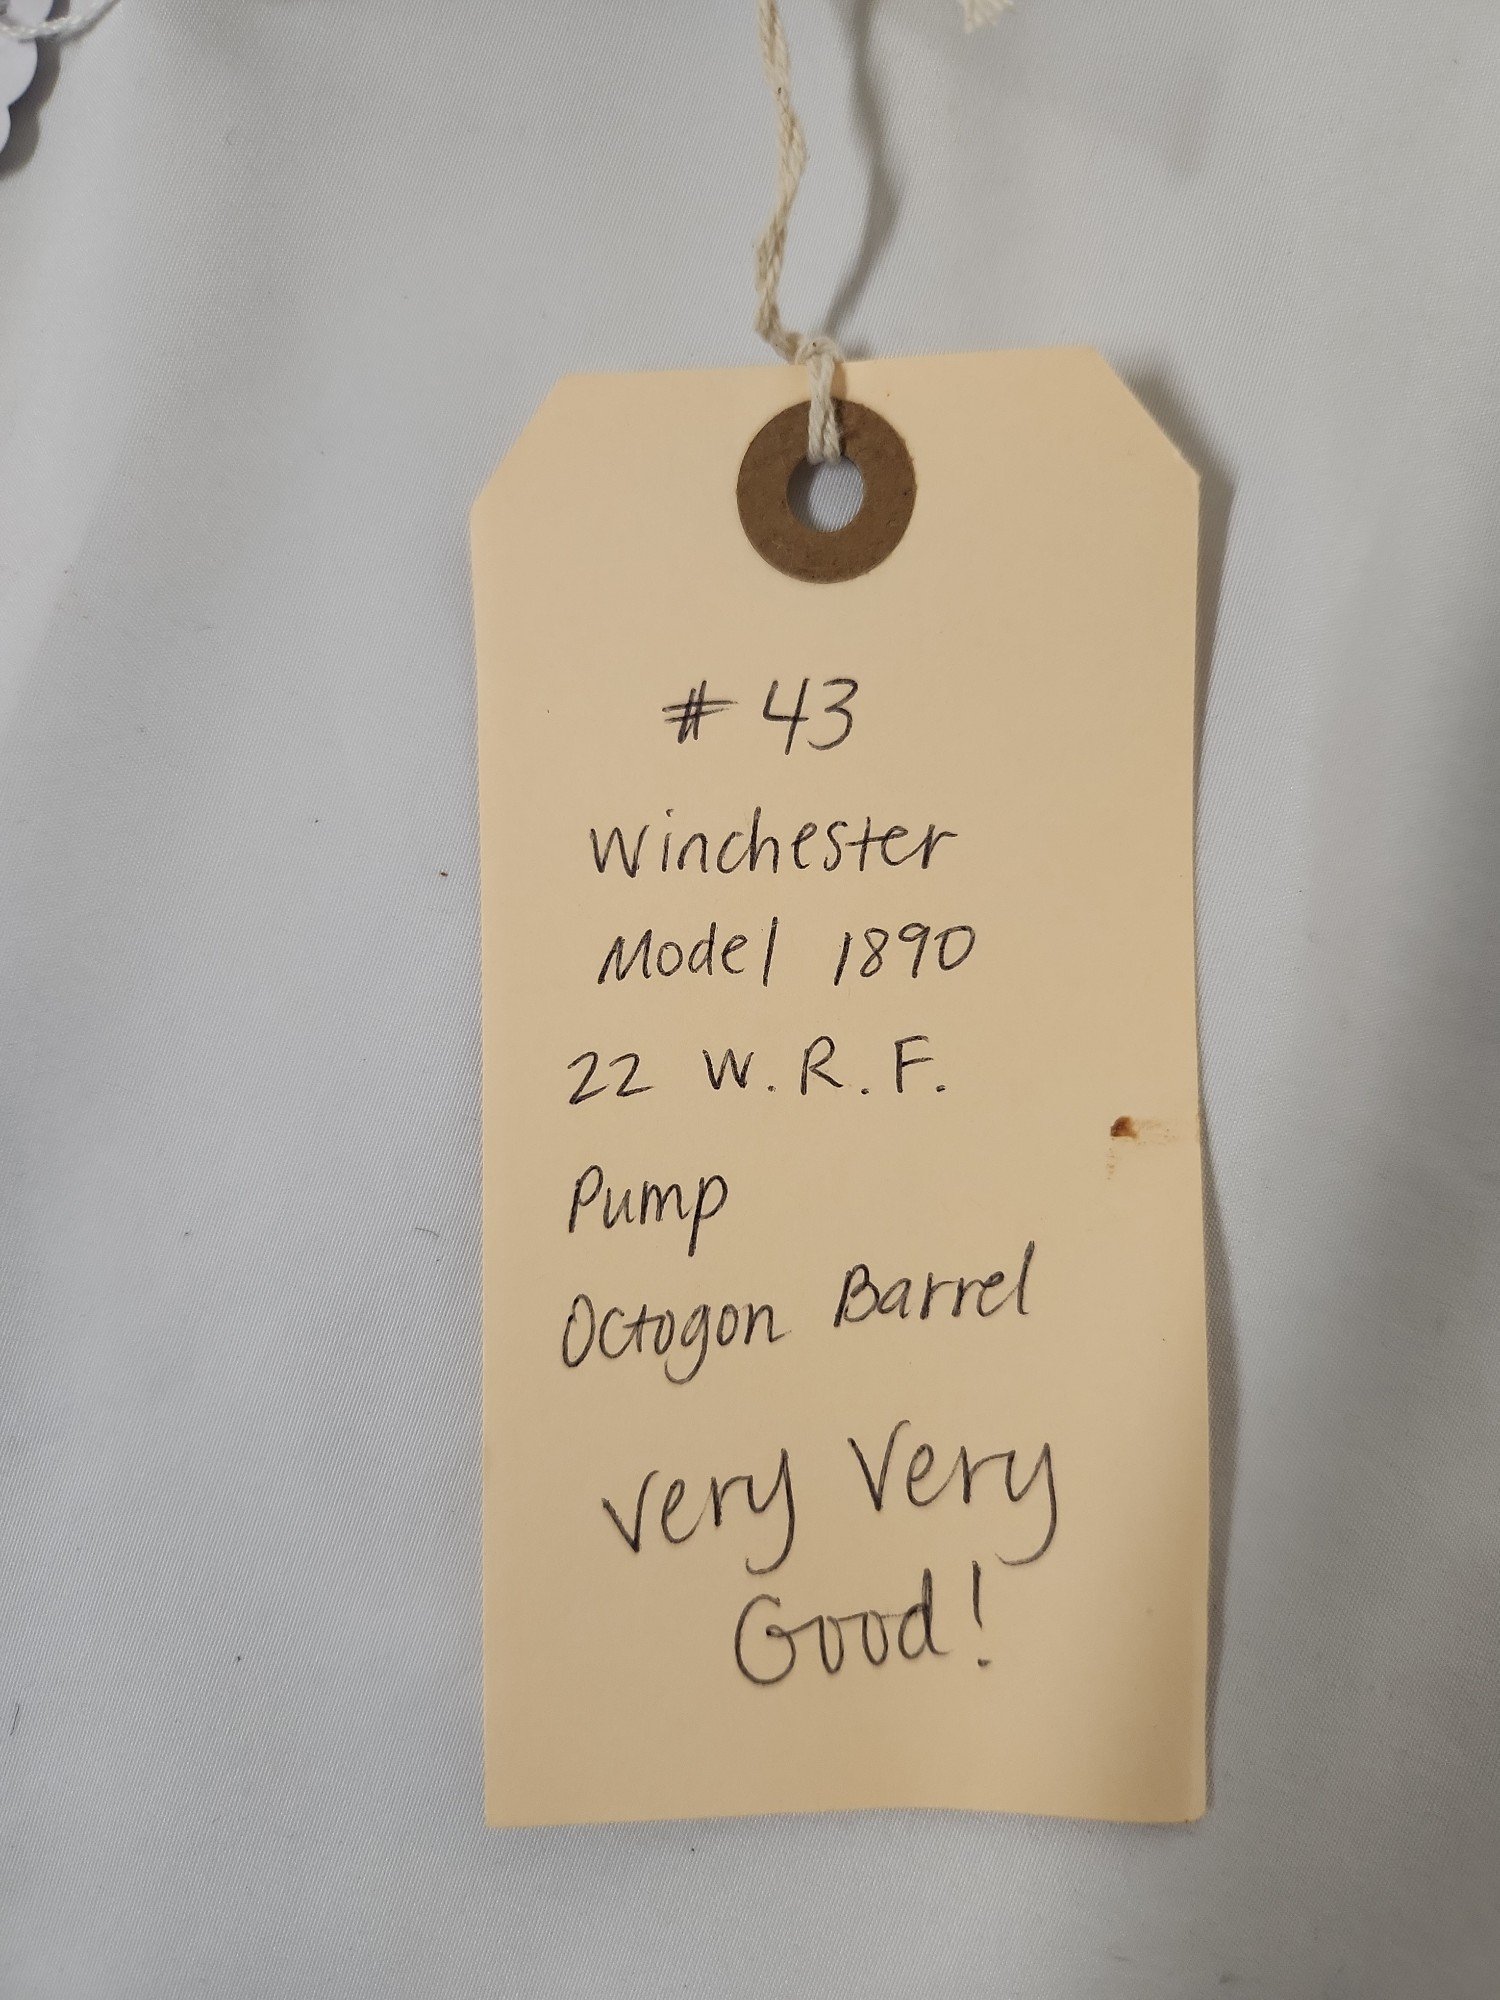 # 43
Winchester
Model 1890
22 W.R.F.
Pump
Octogon Barrel
Very Very
Good!